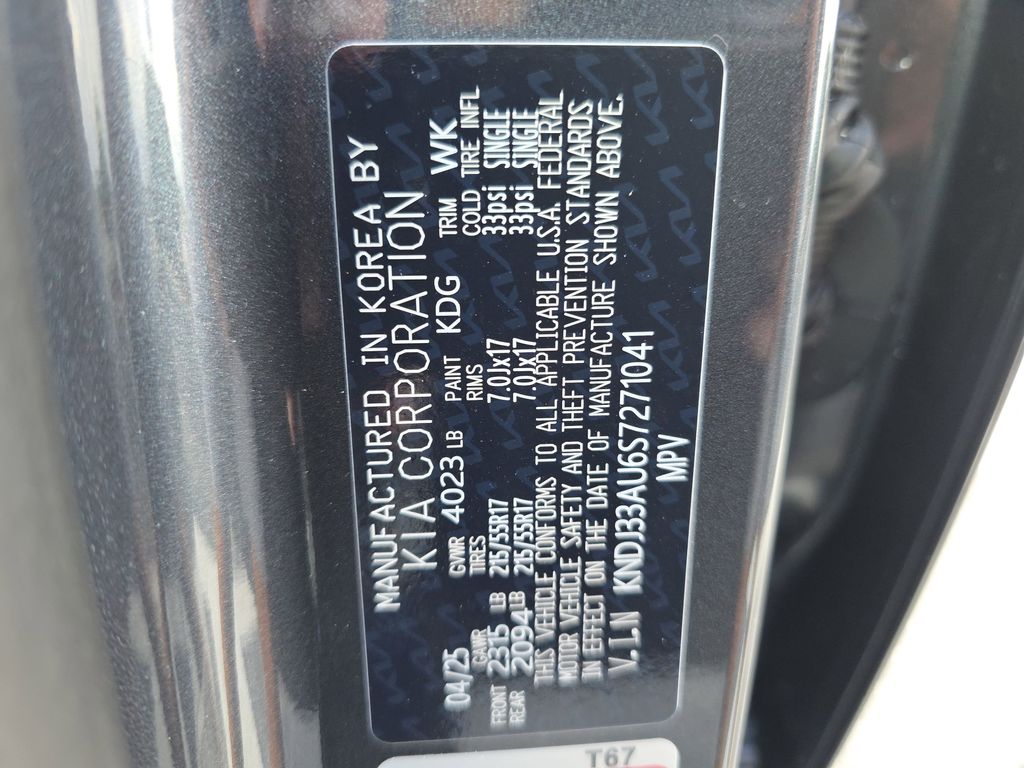 MANUFACTURED IN KOREA BY
KIA CORPORATION
04/25 GVWR 4023 LB PAINT KDG TRIM WK
GAWR TIRES RIMS COLD TIRE INFL
FRONT 2315 LB 215/55R17 7.0Jx17 33psi SINGLE
REAR 2094 LB 215/55R17 7.0Jx17 33psi SINGLE
THIS VEHICLE CONFORMS TO ALL APPLICABLE U.S.A. FEDERAL
MOTOR VEHICLE SAFETY AND THEFT PREVENTION STANDARDS
IN EFFECT ON THE DATE OF MANUFACTURE SHOWN ABOVE.
V.I.N KNDJ33AU6S7271041
MPV
T67